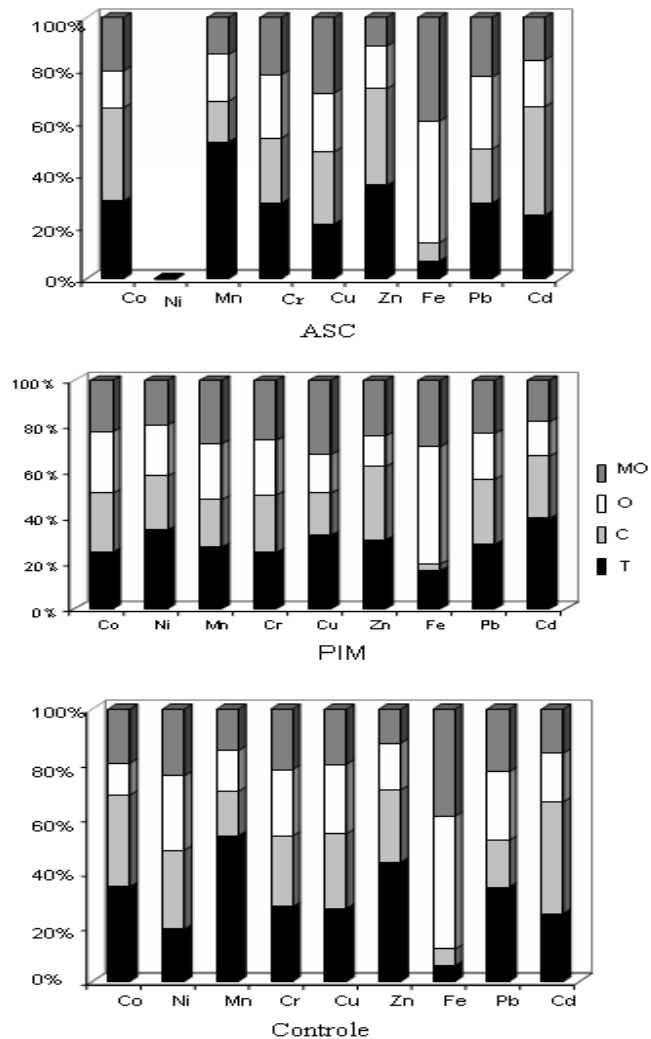 100%
80%
60%
40%
20%
0%
Co Ni Mn Cr Cu Zn Fe Pb Cd
ASC
100%
80%
60%
40%
20%
0%
Co Ni Mn Cr Cu Zn Fe Pb Cd
PIM
MO
O
C
T
100%
80%
60%
40%
20%
0%
Co Ni Mn Cr Cu Zn Fe Pb Cd
Controle